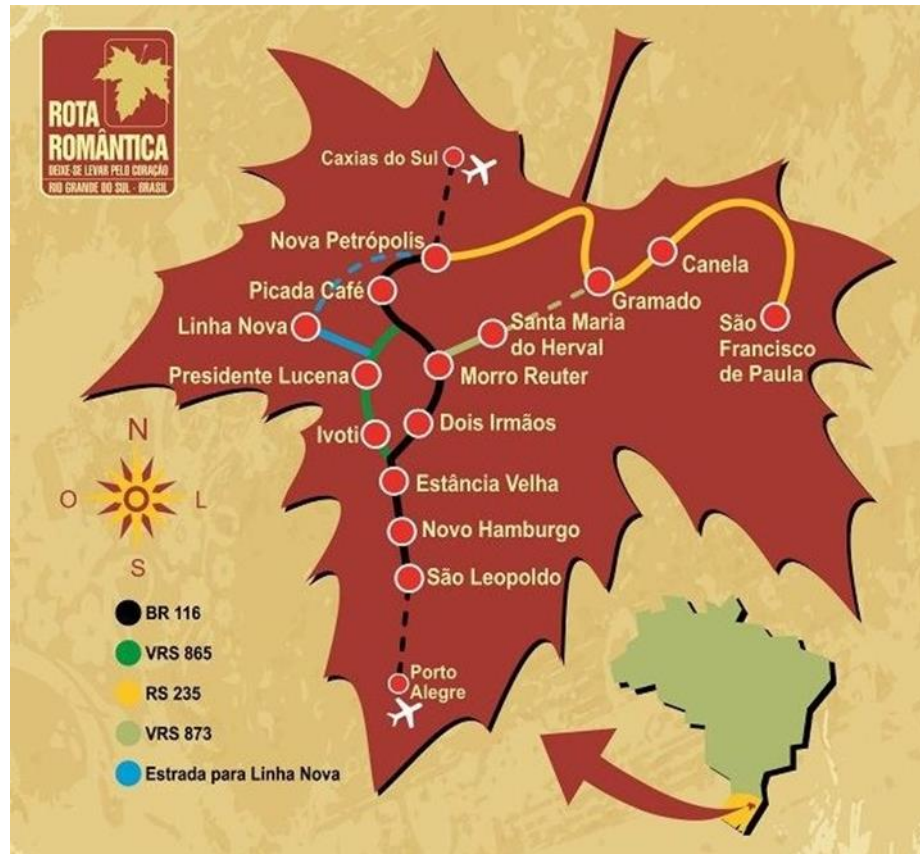 ROTA
ROMÂNTICA
DEIXE-SE LEVAR PELO CORAÇÃO
RIO GRANDE DO SUL - BRASIL
Caxias do Sul
Nova Petrópolis
Picada Café
Linha Nova
Presidente Lucena
Ivoti
Canela
Gramado
Santa Maria
do Herval
São
Francisco
de Paula
Morro Reuter
Dois Irmãos
Estância Velha
Novo Hamburgo
São Leopoldo
Porto
Alegre
N
O
L
S
BR 116
VRS 865
RS 235
VRS 873
Estrada para Linha Nova